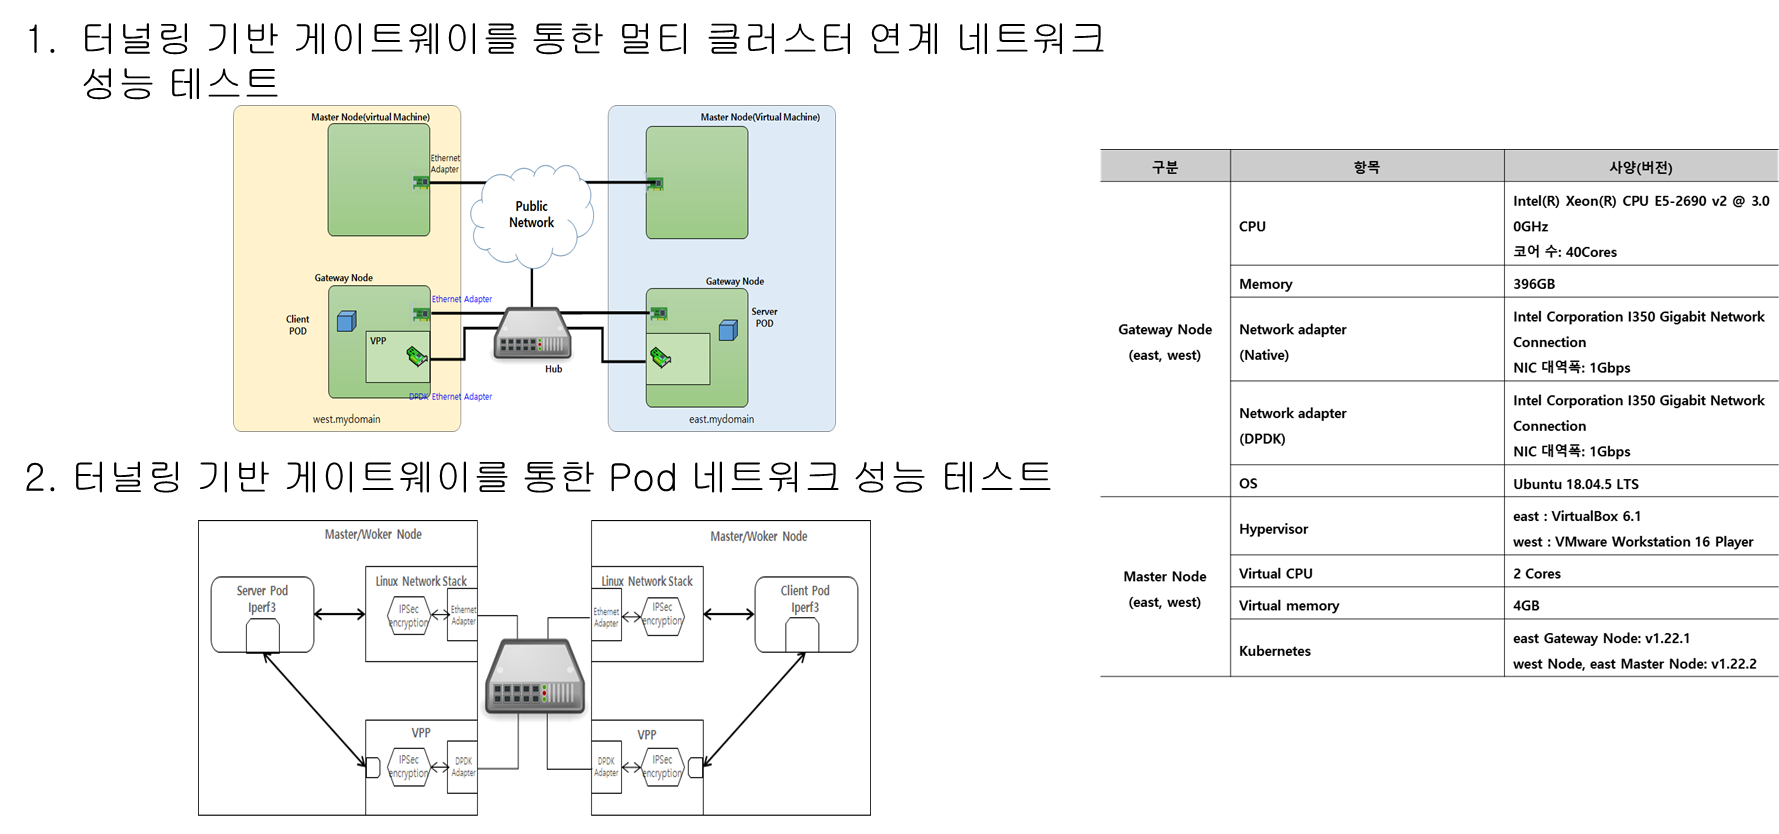 1. 터널링 기반 게이트웨이를 통한 멀티 클러스터 연계 네트워크
성능 테스트
Master Node(virtual Machine)
Ethernet
Adapter
Public
Network
Master Node(Virtual Machine)
Gateway Node
Ethernet Adapter
Client
POD
VPP
DPDK Ethernet Adapter
west.mydomain
Hub
Gateway Node
Server
POD
east.mydomain
2. 터널링 기반 게이트웨이를 통한 Pod 네트워크 성능 테스트
Master/Woker Node
Server Pod
Iperf3
Linux Network Stack
IPSec
encryption
Ethernet
Adapter
VPP
IPSec
encryption
DPDK
Adapter
Master/Woker Node
Linux Network Stack
Ethernet
Adapter
IPSec
encryption
Client Pod
Iperf3
VPP
DPDK
Adapter
IPSec
encryption
구분 항목 사양(버전)
Gateway Node
(east, west)
CPU
Intel(R) Xeon(R) CPU E5-2690 v2 @ 3.0
0GHz
코어 수: 40Cores
Memory 396GB
Network adapter
(Native)
Intel Corporation I350 Gigabit Network
Connection
NIC 대역폭: 1Gbps
Network adapter
(DPDK)
Intel Corporation I350 Gigabit Network
Connection
NIC 대역폭: 1Gbps
OS Ubuntu 18.04.5 LTS
Master Node
(east, west)
Hypervisor
east : VirtualBox 6.1
west : VMware Workstation 16 Player
Virtual CPU 2 Cores
Virtual memory 4GB
Kubernetes
east Gateway Node: v1.22.1
west Node, east Master Node: v1.22.2